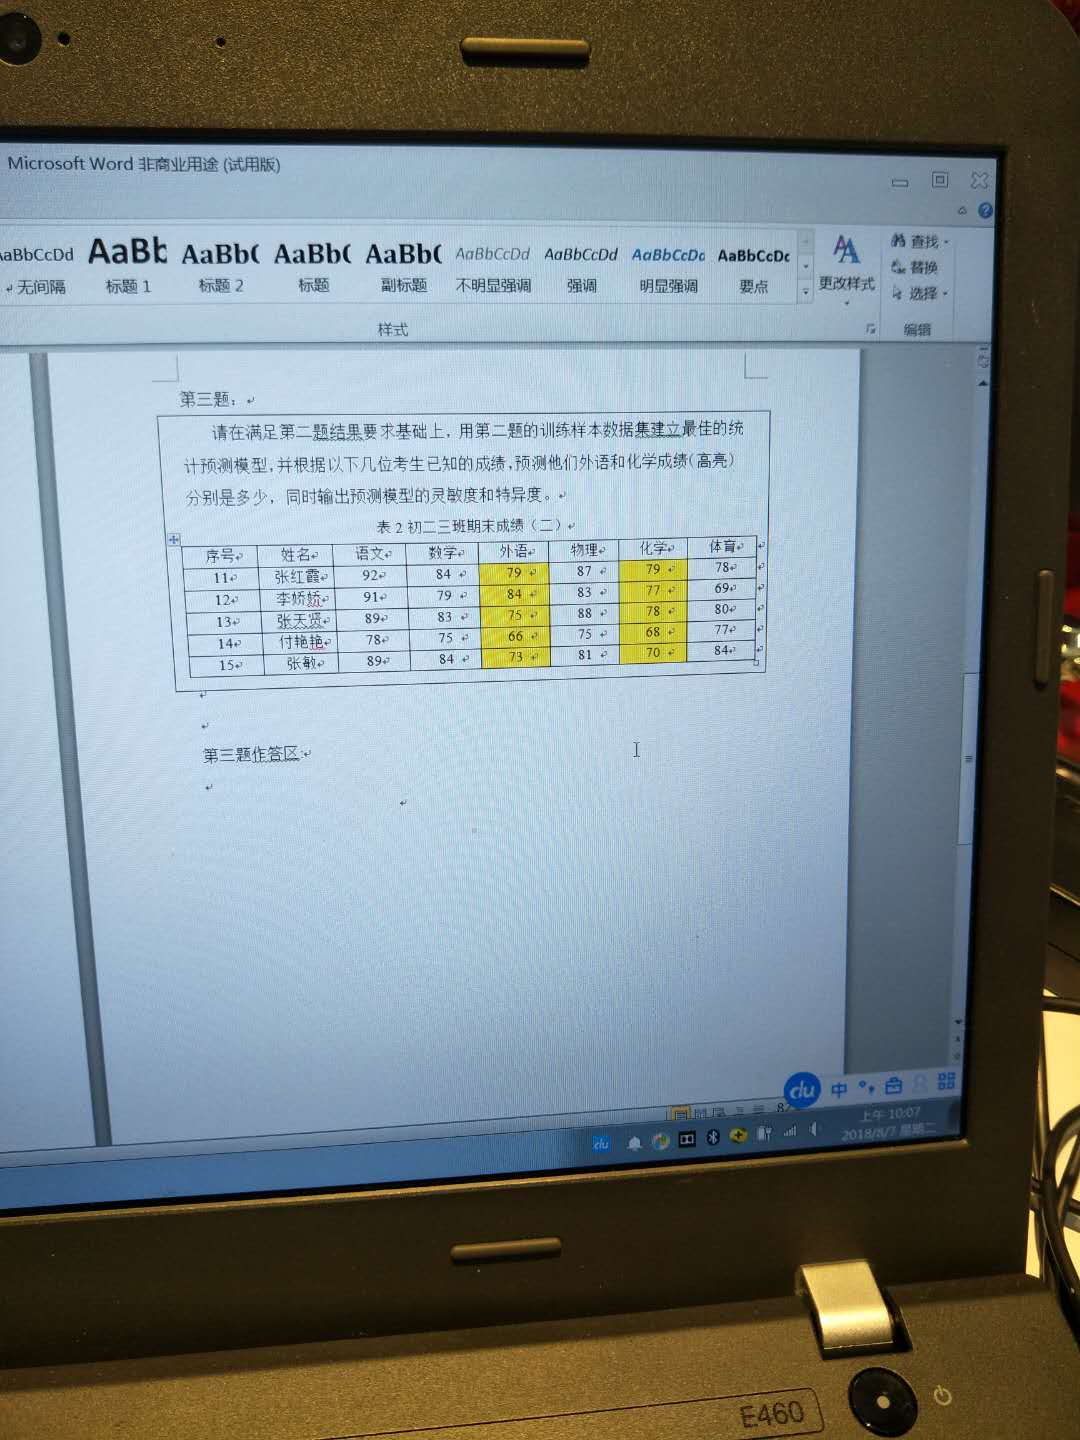 Microsoft Word 非商业用途 (试用版)
AaBbCcDd AaBb AaBb( AaBb( AaBb( AaBbCcDd AaBbCcDd AaBbCcDc AaBbCcDc
无间隔 标题 1 标题 2 标题 副标题 不明显强调 强调 明显强调 要点 更改样式
查找
替换
选择
样式 编辑
第三题：
请在满足第二题结果要求基础上，用第二题的训练样本数据集建立最佳的统
计预测模型,并根据以下几位考生已知的成绩,预测他们外语和化学成绩(高亮)
分别是多少，同时输出预测模型的灵敏度和特异度。
表 2 初二三班期末成绩（二）
序号 姓名 语文 数学 外语 物理 化学 体育
11 张红霞 92 84 79 87 79 78
12 李娇娇 91 79 84 83 77 69
13 张天贤 89 83 75 88 78 80
14 付艳艳 78 75 66 75 68 77
15 张敏 89 84 73 81 70 84
第三题作答区:
du 中
上午 10:07
2018/8/7 星期二
E460